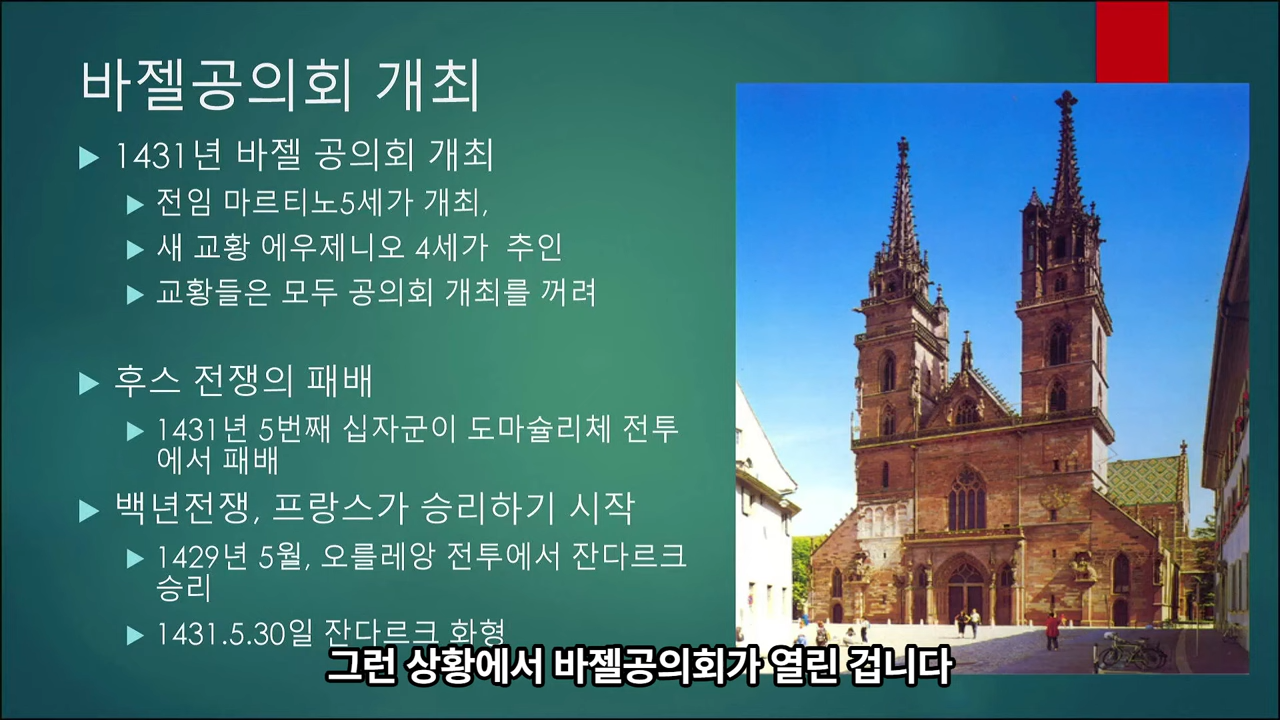 바젤공의회 개최
1431년 바젤 공의회 개최
전임 마르티노5세가 개최,
새 교황 에우제니오 4세가 추인
교황들은 모두 공의회 개최를 꺼려
후스 전쟁의 패배
1431년 5번째 십자군이 도마슐리체 전투
에서 패배
백년전쟁, 프랑스가 승리하기 시작
1429년 5월, 오를레앙 전투에서 잔다르크
승리
1431.5.30일 잔다르크 화형
그런 상황에서 바젤공의회가 열린 겁니다